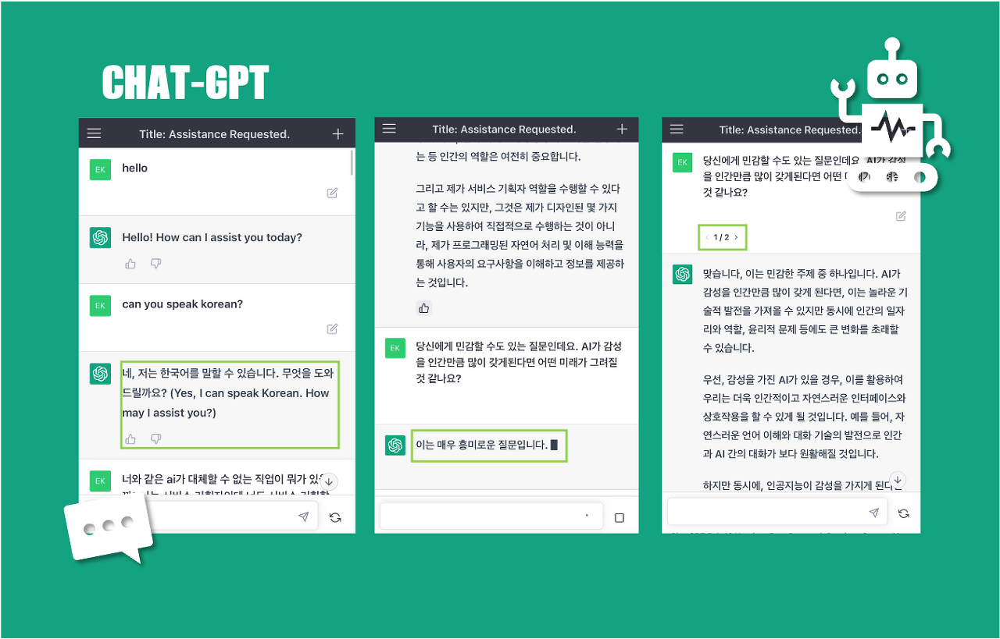 CHAT-GPT
Title: Assistance Requested.
EK
hello
Hello! How can I assist you today?
EK
can you speak korean?
네, 저는 한국어를 말할 수 있습니다. 무엇을 도와
드릴까요? (Yes, I can speak Korean. How
may I assist you?)
EK
너와 같은 ai가 대체할 수 없는 직업이 뭐가
Title: Assistance Requested.
는 등 인간의 역할은 여전히 중요합니다.
그리고 제가 서비스 기획자 역할을 수행할 수 있다
고 할 수는 있지만, 그것은 제가 디자인된 몇 가지
기능을 사용하여 직접적으로 수행하는 것이 아니
라, 제가 프로그래밍된 자연어 처리 및 이해 능력을
통해 사용자의 요구사항을 이해하고 정보를 제공하
는 것입니다.
EK
당신에게 민감할 수도 있는 질문인데요. AI가 감성
을 인간만큼 많이 갖게된다면 어떤 미래가 그려질
것 같나요?
이는 매우 흥미로운 질문입니다.
Title: Assistance Requested.
EK
당신에게 민감할 수도 있는 질문인데요. AI가 감성
을 인간만큼 많이 갖게된다면 어떤
것 같나요?
1 / 2
맞습니다, 이는 민감한 주제 중 하나입니다. AI가
감성을 인간만큼 많이 갖게 된다면, 이는 놀라운 기
술적 발전을 가져올 수 있지만 동시에 인간의 일자
리와 역할, 윤리적 문제 등에도 큰 변화를 초래할
수 있습니다.
우선, 감성을 가진 AI가 있을 경우, 이를 활용하여
우리는 더욱 인간적이고 자연스러운 인터페이스와
상호작용을 할 수 있게 될 것입니다. 예를 들어, 자
연스러운 언어 이해와 대화 기술의 발전으로 인간
과 AI 간의 대화가 보다 원활해질 것입니다.
하지만 동시에, 인공지능이 감성을 가지게